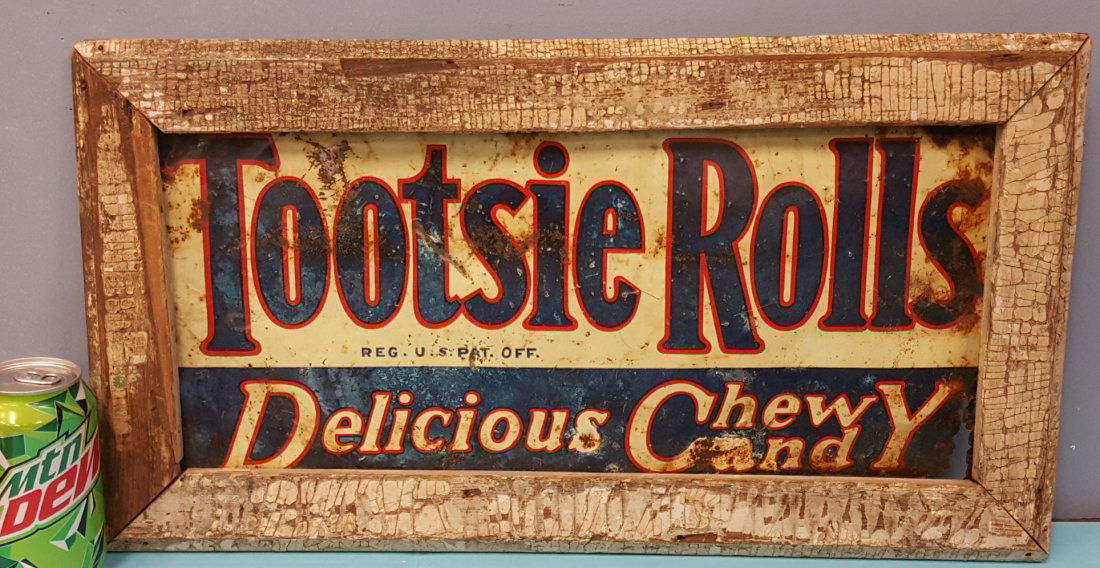 Tootsie Rolls
REG. U.S. PAT. OFF.
Delicious Chewy Candy
mtn
DEW